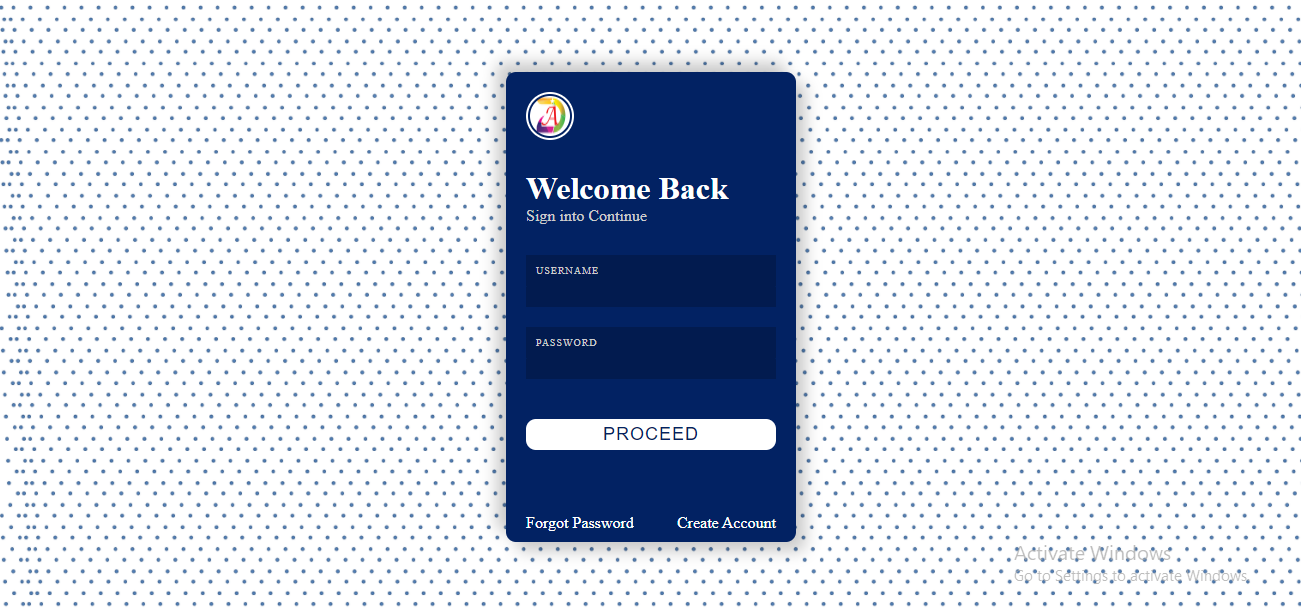 A
Welcome Back
Sign into Continue
USERNAME
PASSWORD
PROCEED
Forgot Password
Create Account
Activate Windows
Go to Settings to activate Windows.